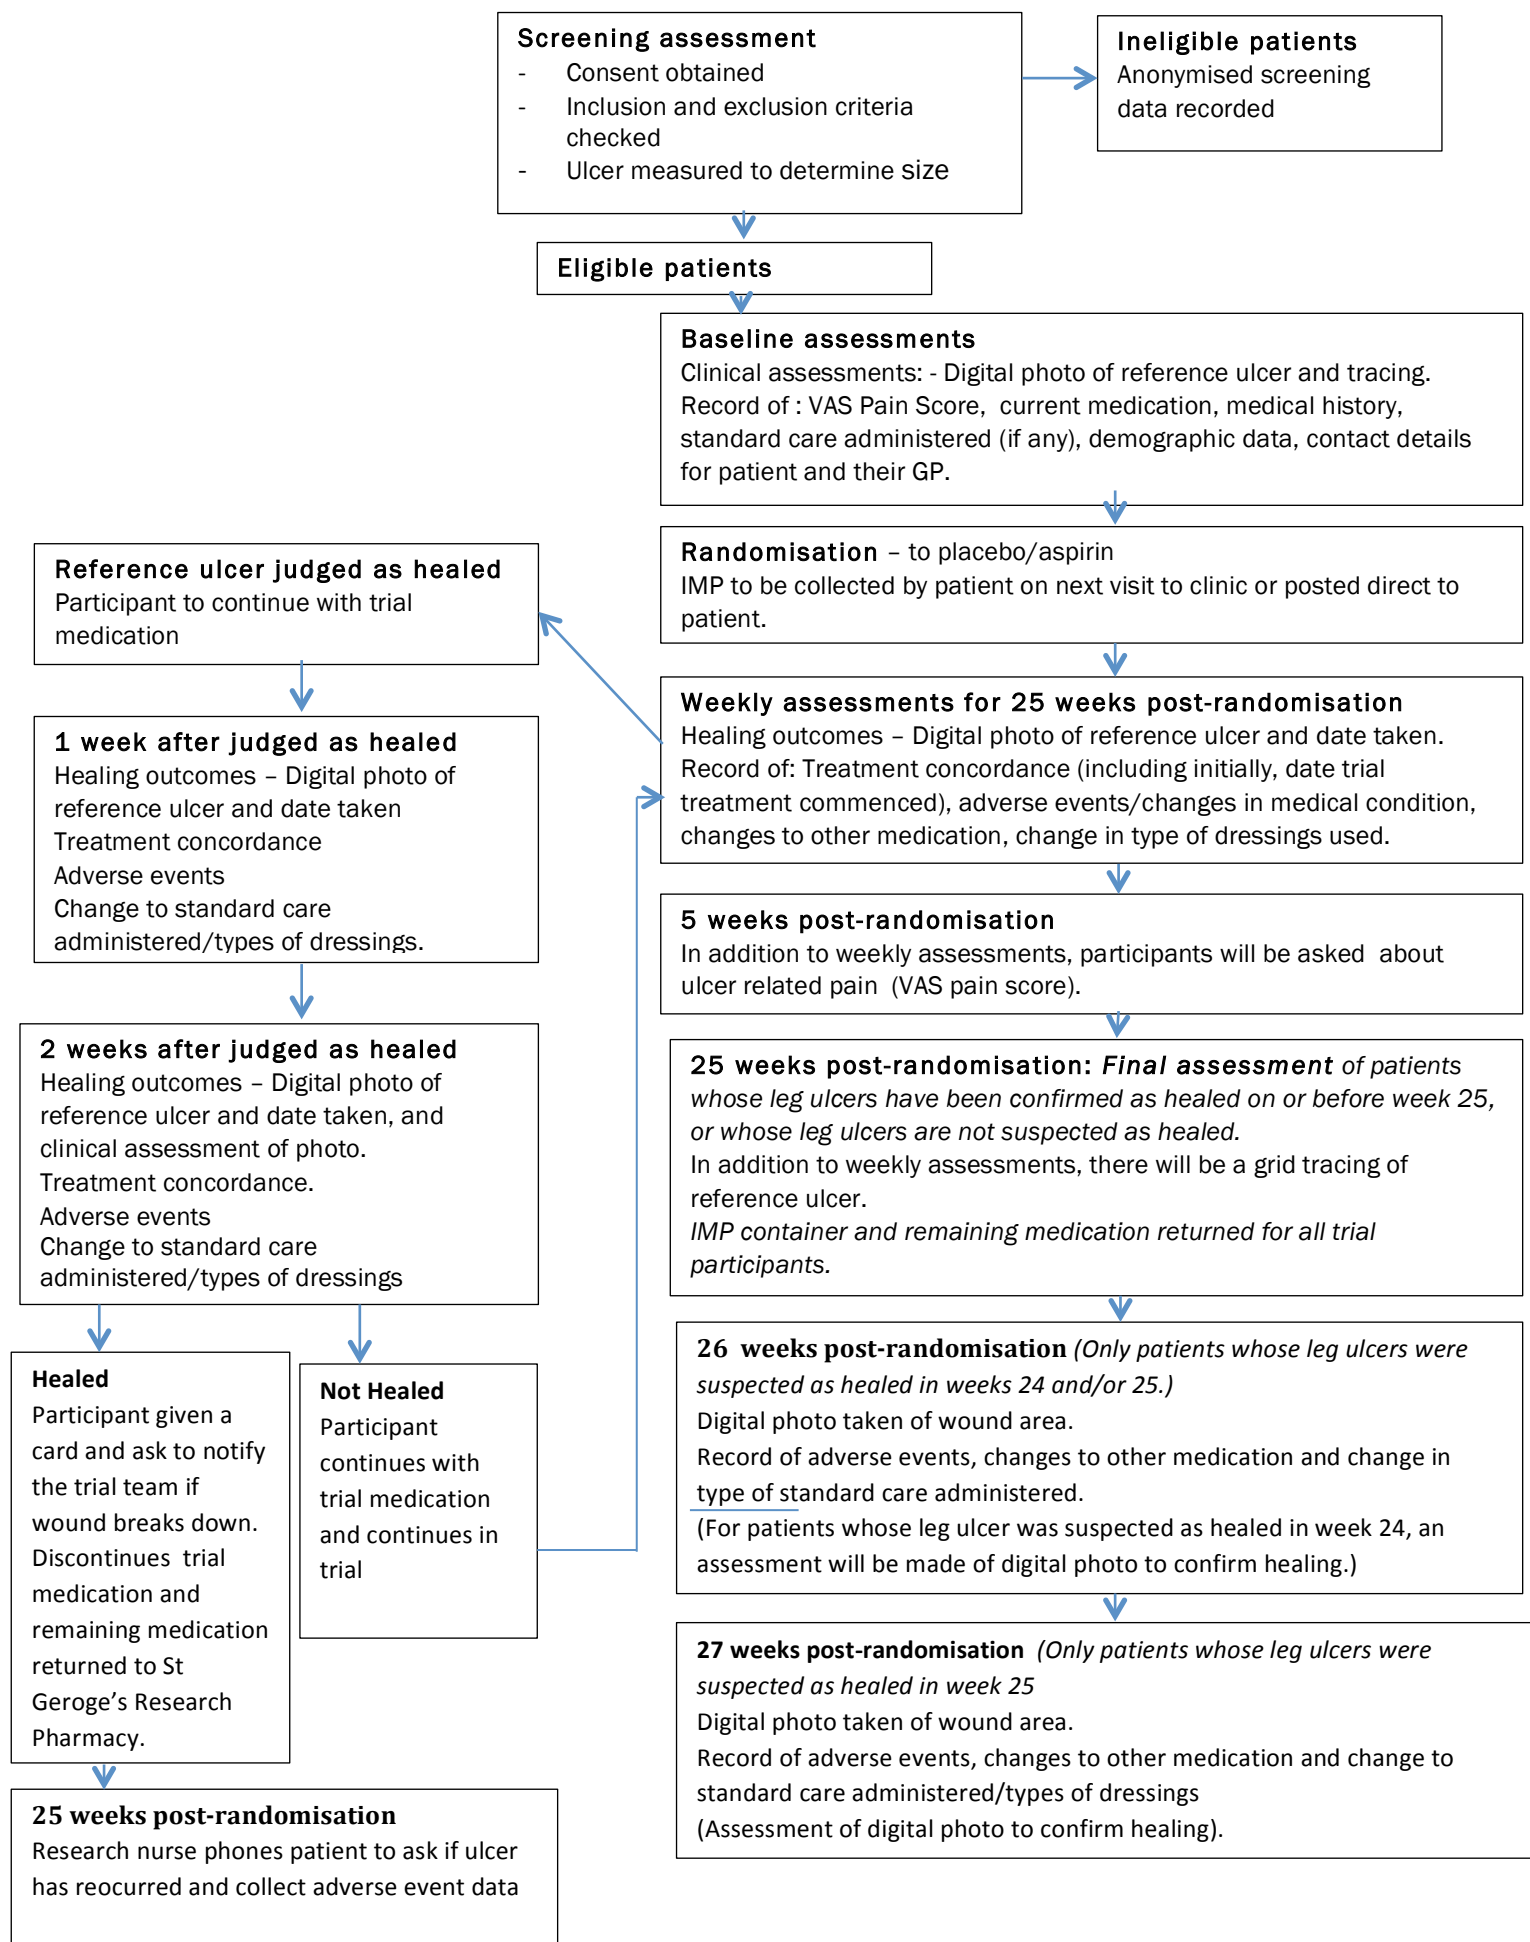 Screening assessment
- Consent obtained
- Inclusion and exclusion criteria
checked
- Ulcer measured to determine size
Ineligible patients
Anonymised screening
data recorded
Eligible patients
Baseline assessments
Clinical assessments: - Digital photo of reference ulcer and tracing.
Record of : VAS Pain Score, current medication, medical history,
standard care administered (if any), demographic data, contact details
for patient and their GP.
Randomisation – to placebo/aspirin
IMP to be collected by patient on next visit to clinic or posted direct to
patient.
Weekly assessments for 25 weeks post-randomisation
Healing outcomes – Digital photo of reference ulcer and date taken.
Record of: Treatment concordance (including initially, date trial
treatment commenced), adverse events/changes in medical condition,
changes to other medication, change in type of dressings used.
Reference ulcer judged as healed
Participant to continue with trial
medication
1 week after judged as healed
Healing outcomes – Digital photo of
reference ulcer and date taken
Treatment concordance
Adverse events
Change to standard care
administered/types of dressings.
2 weeks after judged as healed
Healing outcomes – Digital photo of
reference ulcer and date taken, and
clinical assessment of photo.
Treatment concordance.
Adverse events
Change to standard care
administered/types of dressings
Healed
Participant given a
card and ask to notify
the trial team if
wound breaks down.
Discontinues trial
medication and
remaining medication
returned to St
Geroge’s Research
Pharmacy.
Not Healed
Participant
continues with
trial medication
and continues in
trial
25 weeks post-randomisation
Research nurse phones patient to ask if ulcer
has reocurred and collect adverse event data
5 weeks post-randomisation
In addition to weekly assessments, participants will be asked about
ulcer related pain (VAS pain score).
25 weeks post-randomisation: Final assessment of patients
whose leg ulcers have been confirmed as healed on or before week 25,
or whose leg ulcers are not suspected as healed.
In addition to weekly assessments, there will be a grid tracing of
reference ulcer.
IMP container and remaining medication returned for all trial
participants.
26 weeks post-randomisation (Only patients whose leg ulcers were
suspected as healed in weeks 24 and/or 25.)
Digital photo taken of wound area.
Record of adverse events, changes to other medication and change in
type of standard care administered.
(For patients whose leg ulcer was suspected as healed in week 24, an
assessment will be made of digital photo to confirm healing.)
27 weeks post-randomisation (Only patients whose leg ulcers were
suspected as healed in week 25
Digital photo taken of wound area.
Record of adverse events, changes to other medication and change to
standard care administered/types of dressings
(Assessment of digital photo to confirm healing).